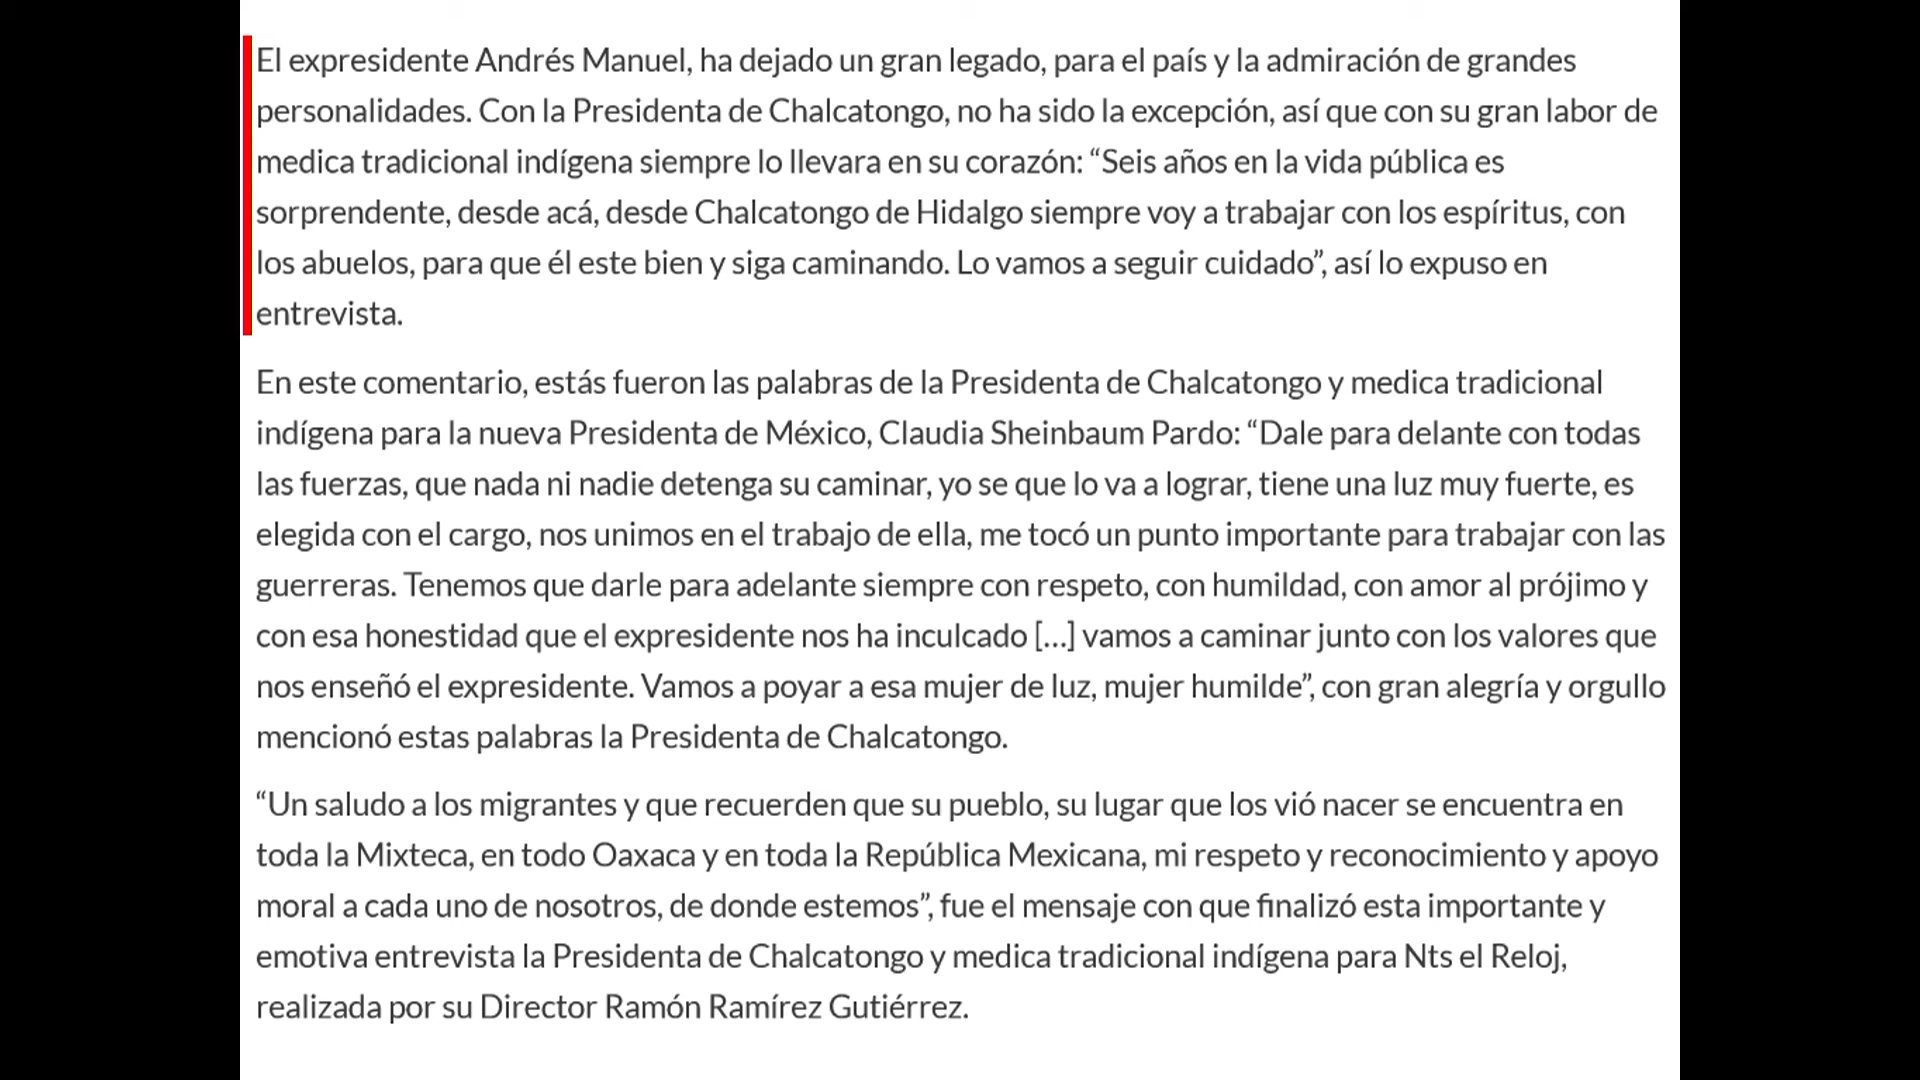 El expresidente Andrés Manuel, ha dejado un gran legado, para el país y la admiración de grandes
personalidades. Con la Presidenta de Chalcatongo, no ha sido la excepción, así que con su gran labor de
medica tradicional indígena siempre lo llevara en su corazón: “Seis años en la vida pública es
sorprendente, desde acá, desde Chalcatongo de Hidalgo siempre voy a trabajar con los espíritus, con
los abuelos, para que él este bien y siga caminando. Lo vamos a seguir cuidado”, así lo expuso en
entrevista.
En este comentario, estás fueron las palabras de la Presidenta de Chalcatongo y medica tradicional
indígena para la nueva Presidenta de México, Claudia Sheinbaum Pardo: “Dale para delante con todas
las fuerzas, que nada ni nadie detenga su caminar, yo se que lo va a lograr, tiene una luz muy fuerte, es
elegida con el cargo, nos unimos en el trabajo de ella, me tocó un punto importante para trabajar con las
guerreras. Tenemos que darle para adelante siempre con respeto, con humildad, con amor al prójimo y
con esa honestidad que el expresidente nos ha inculcado […] vamos a caminar junto con los valores que
nos enseñó el expresidente. Vamos a poyar a esa mujer de luz, mujer humilde”, con gran alegría y orgullo
mencionó estas palabras la Presidenta de Chalcatongo.
“Un saludo a los migrantes y que recuerden que su pueblo, su lugar que los vió nacer se encuentra en
toda la Mixteca, en todo Oaxaca y en toda la República Mexicana, mi respeto y reconocimiento y apoyo
moral a cada uno de nosotros, de donde estemos”, fue el mensaje con que finalizó esta importante y
emotiva entrevista la Presidenta de Chalcatongo y medica tradicional indígena para Nts el Reloj,
realizada por su Director Ramón Ramírez Gutiérrez.